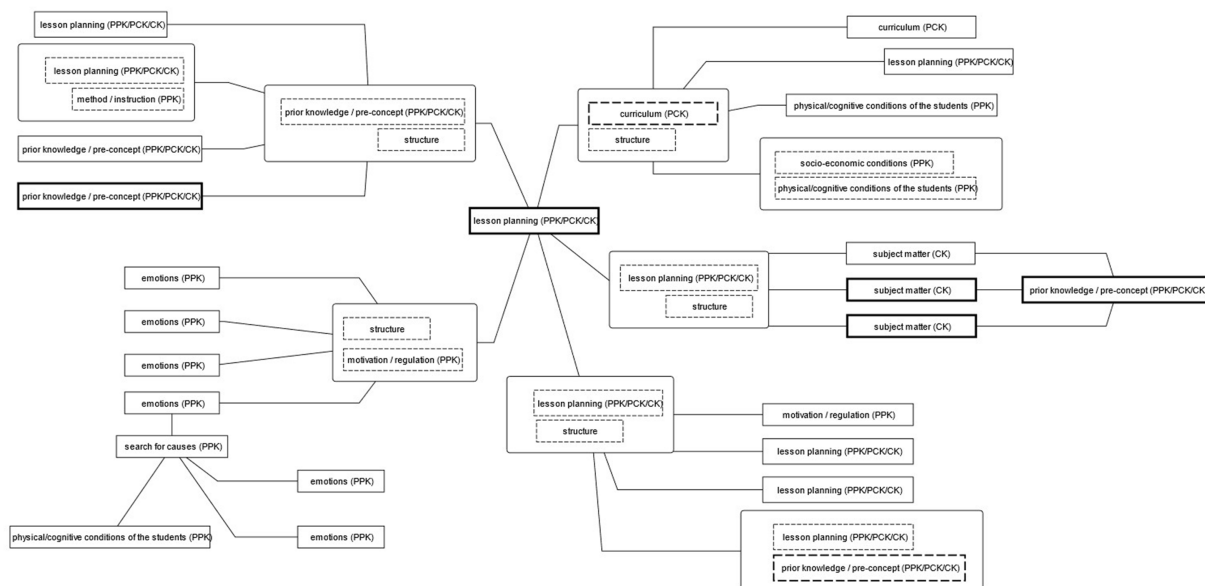 lesson planning (PPK/PCK/CK)
lesson planning (PPK/PCK/CK)
method / instruction (PPK)
prior knowledge / pre-concept (PPK/PCK/CK)
prior knowledge / pre-concept (PPK/PCK/CK)
prior knowledge / pre-concept (PPK/PCK/CK)
structure
curriculum (PCK)
lesson planning (PPK/PCK/CK)
physical/cognitive conditions of the students (PPK)
curriculum (PCK)
structure
socio-economic conditions (PPK)
physical/cognitive conditions of the students (PPK)
lesson planning (PPK/PCK/CK)
lesson planning (PPK/PCK/CK)
structure
subject matter (CK)
subject matter (CK)
subject matter (CK)
prior knowledge / pre-concept (PPK/PCK/CK)
emotions (PPK)
emotions (PPK)
emotions (PPK)
emotions (PPK)
structure
motivation / regulation (PPK)
search for causes (PPK)
emotions (PPK)
emotions (PPK)
physical/cognitive conditions of the students (PPK)
lesson planning (PPK/PCK/CK)
structure
motivation / regulation (PPK)
lesson planning (PPK/PCK/CK)
lesson planning (PPK/PCK/CK)
lesson planning (PPK/PCK/CK)
prior knowledge / pre-concept (PPK/PCK/CK)